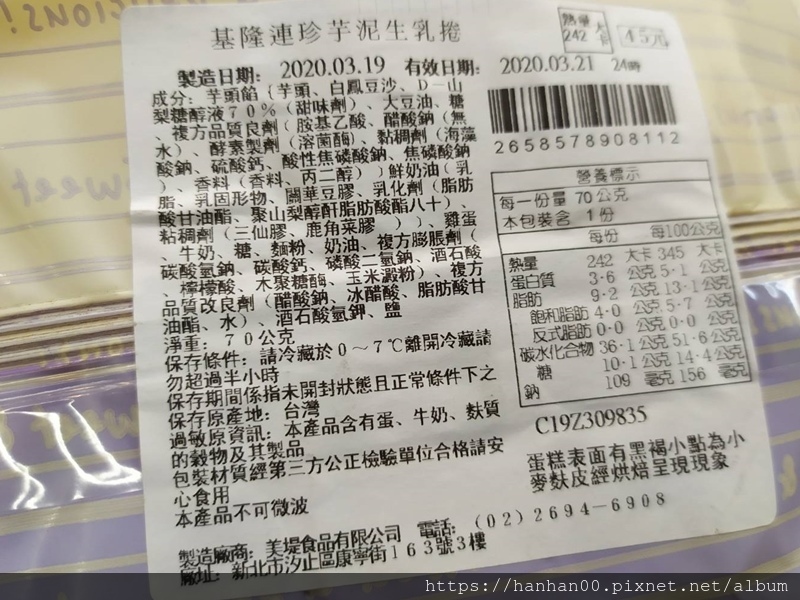 基隆連珍芋泥生乳捲
熱量 大卡
242
45元
製造日期: 2020.03.19 有效日期: 2020.03.21 24時
成分: 芋頭餡{芋頭、白鳳豆沙、D－山
梨糖醇液70%(甜味劑)、大豆油、糖
、複方品質良劑(胺基乙酸、醋酸鈉(無
水)、酵素製劑(溶菌酶)、黏稠劑(海藻
酸鈉、硫酸鈣、酸性焦磷酸鈉、焦磷酸鈉
)、香料(香料、丙二醇)}鮮奶油(乳
脂、乳固形物、關華豆膠、乳化劑(脂肪
酸甘油酯、聚山梨醇酐脂肪酸酯八十)、
粘稠劑(三仙膠、鹿角菜膠 ))、雞蛋
、牛奶、糖、麵粉、奶油、複方膨脹劑(
碳酸氫鈉、碳酸鈣、磷酸二氫鈉、酒石酸
、檸檬酸、木聚糖酶、玉米澱粉)、複方
品質改良劑(醋酸鈉、冰醋酸、脂肪酸甘
油酯、水)、酒石酸氫鉀、鹽
淨重: 70公克
保存條件: 請冷藏於0～7℃離開冷藏請
勿超過半小時
保存期間係指未開封狀態且正常條件下之
保存原產地: 台灣
過敏原資訊: 本產品含有蛋、牛奶、麩質
的穀物及其製品
包裝材質經第三方公正檢驗單位合格請安
心食用
本產品不可微波
製造廠商: 美堤食品有限公司 電話: (02)2694-6908
廠址: 新北市汐止區康寧街163號3樓
2658578908112
營養標示
每一份量 70公克
本包裝含 1份
每份 每100公克
熱量 242 大卡 345 大卡
蛋白質 3.6 公克 5.1 公克
脂肪 9.2 公克 13.1 公克
飽和脂肪 4.0 公克 5.7 公克
反式脂肪 0.0 公克 0.0 公克
碳水化合物 36.1 公克 51.6 公克
糖 10.1 公克 14.4 公克
鈉 109 毫克 156 毫克
C19Z309835
蛋糕表面有黑褐小點為小
麥麩皮經烘焙呈現現象
https://hanhan00.pixnet.net/album